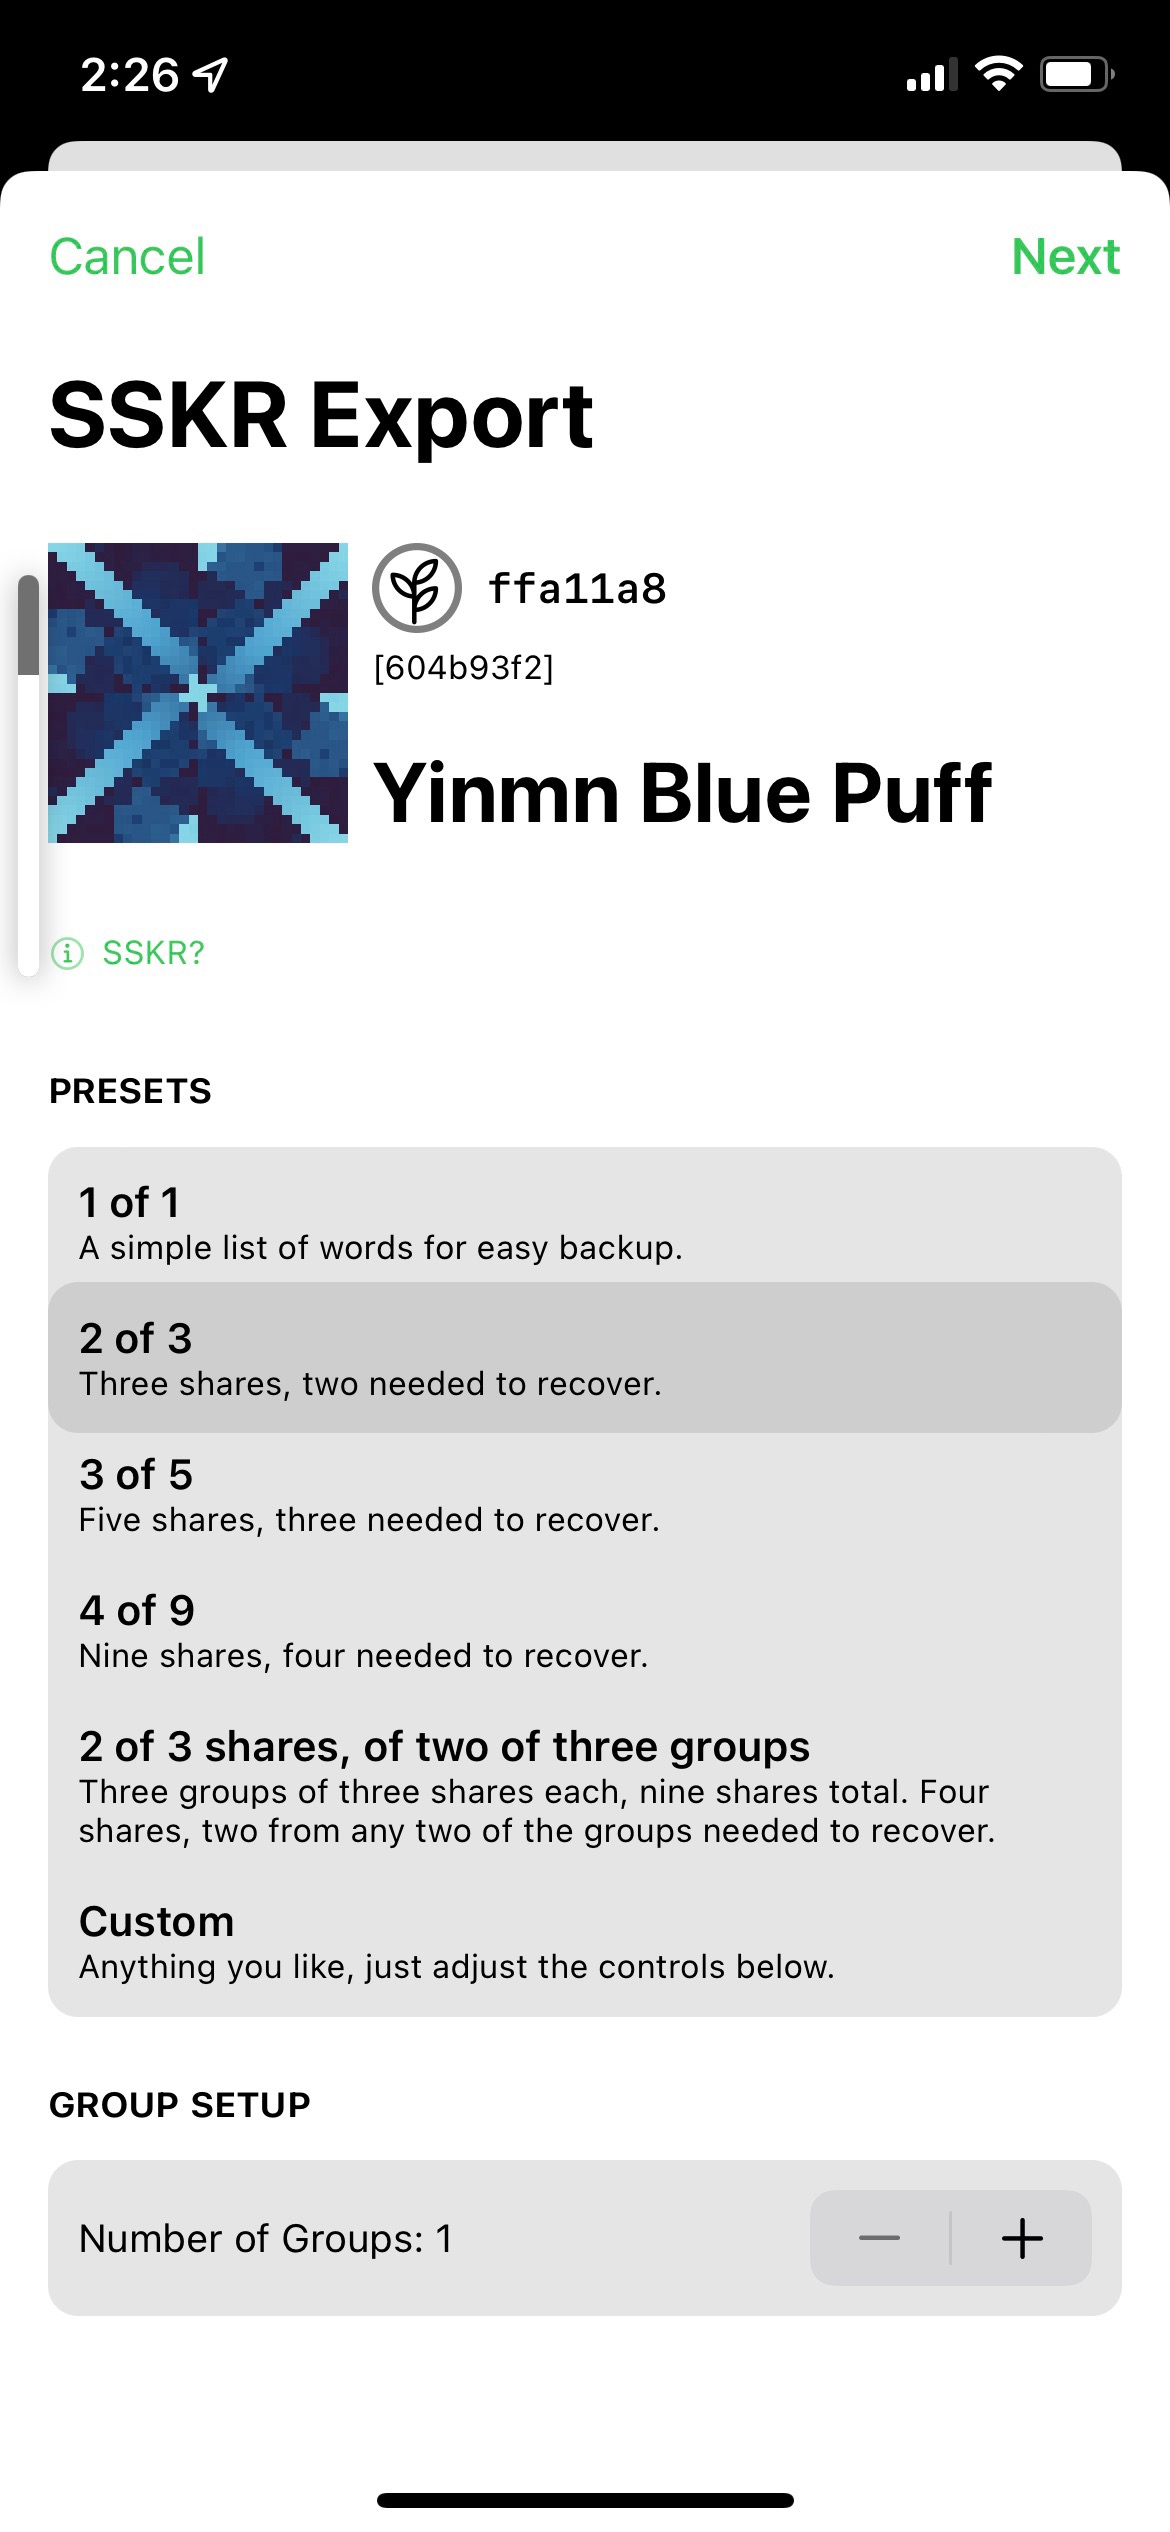 2:26
Cancel
Next
SSKR Export
ffa11a8
[604b93f2]
Yinmn Blue Puff
SSKR?
PRESETS
1 of 1
A simple list of words for easy backup.
2 of 3
Three shares, two needed to recover.
3 of 5
Five shares, three needed to recover.
4 of 9
Nine shares, four needed to recover.
2 of 3 shares, of two of three groups
Three groups of three shares each, nine shares total. Four
shares, two from any two of the groups needed to recover.
Custom
Anything you like, just adjust the controls below.
GROUP SETUP
Number of Groups: 1